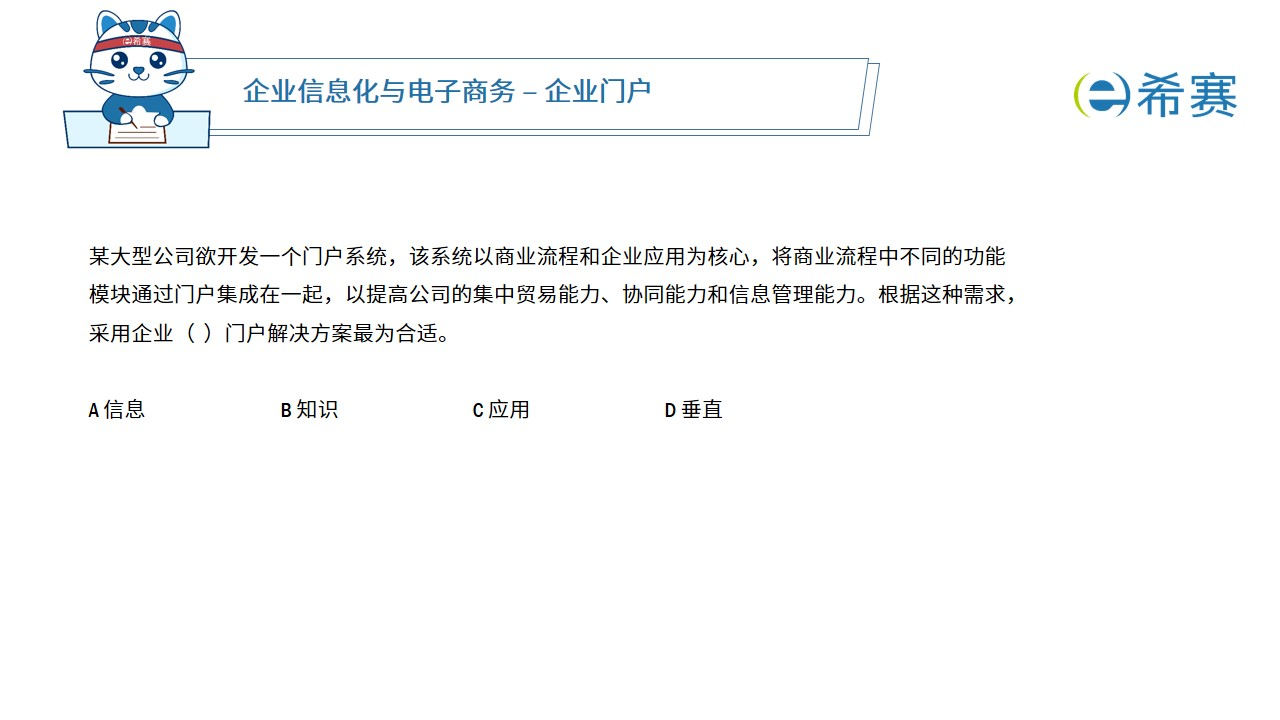 希赛
企业信息化与电子商务 – 企业门户
希赛
某大型公司欲开发一个门户系统，该系统以商业流程和企业应用为核心，将商业流程中不同的功能
模块通过门户集成在一起，以提高公司的集中贸易能力、协同能力和信息管理能力。根据这种需求，
采用企业（ ）门户解决方案最为合适。
A 信息 B 知识 C 应用 D 垂直